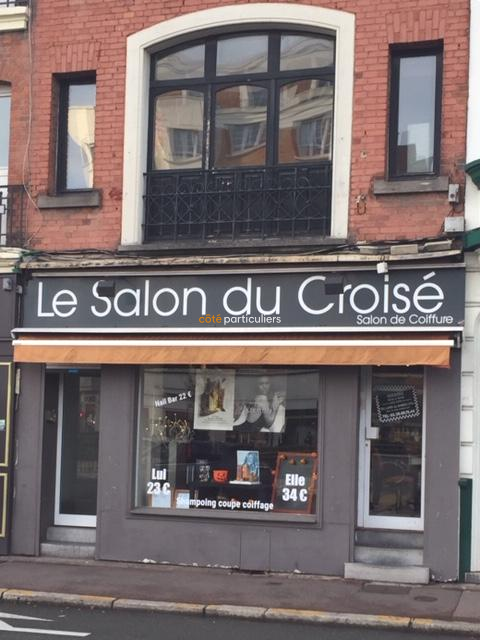 Le Salon du Croisé
Salon de Coiffure
côté particuliers
Nail Bar 22 €
Lui
23 €
Elle
34 €
Shampoing coupe coiffage